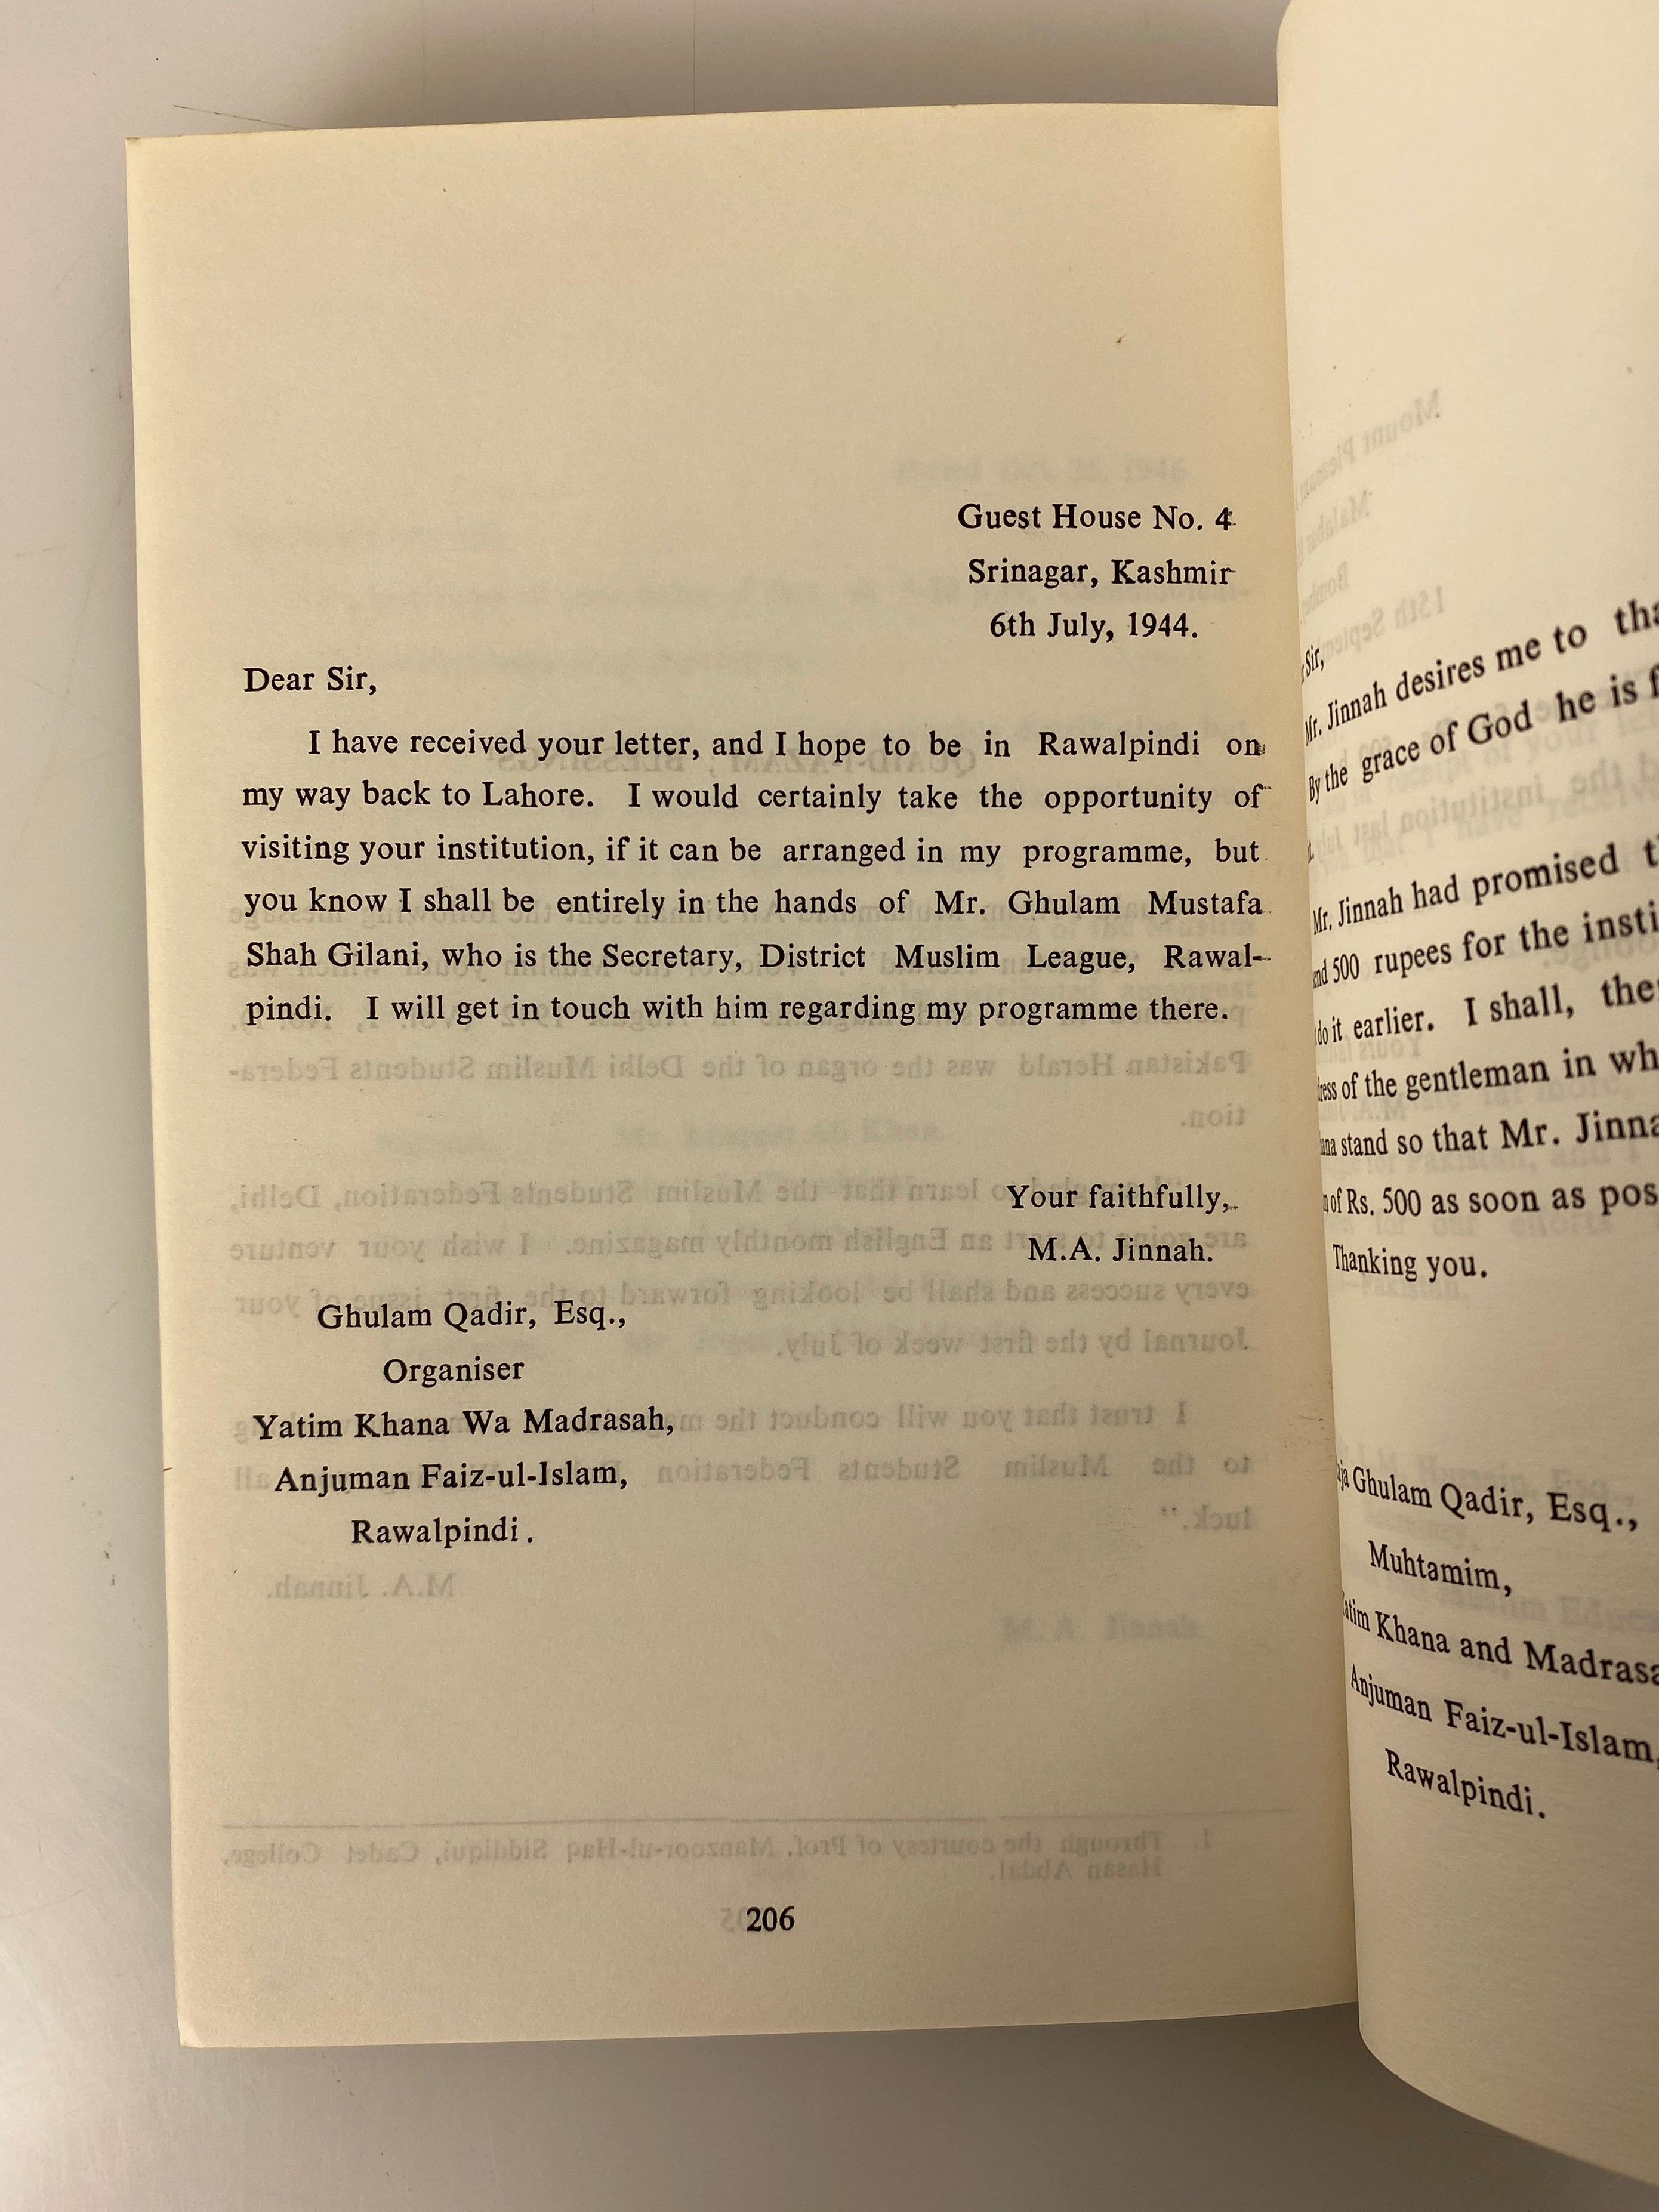 Guest House No. 4
Srinagar, Kashmir
6th July, 1944.
Dear Sir,
I have received your letter, and I hope to be in Rawalpindi on
my way back to Lahore. I would certainly take the opportunity of
visiting your institution, if it can be arranged in my programme, but
you know I shall be entirely in the hands of Mr. Ghulam Mustafa
Shah Gilani, who is the Secretary, District Muslim League, Rawal-
pindi. I will get in touch with him regarding my programme there.
Your faithfully,
M.A. Jinnah.
Ghulam Qadir, Esq.,
Organiser
Yatim Khana Wa Madrasah,
Anjuman Faiz-ul-Islam,
Rawalpindi.
206
Sir,
Mr. Jinnah desires me to
By the grace of God he is
Mr. Jinnah had promised
500 rupees for the
do it earlier. I shall,
of the gentleman in
stand so that Mr.
of Rs. 500 as soon as
Thanking you.
Ghulam Qadir, Esq.,
Muhtamim,
Khana and
Anjuman Faiz-ul-Islam,
Rawalpindi.